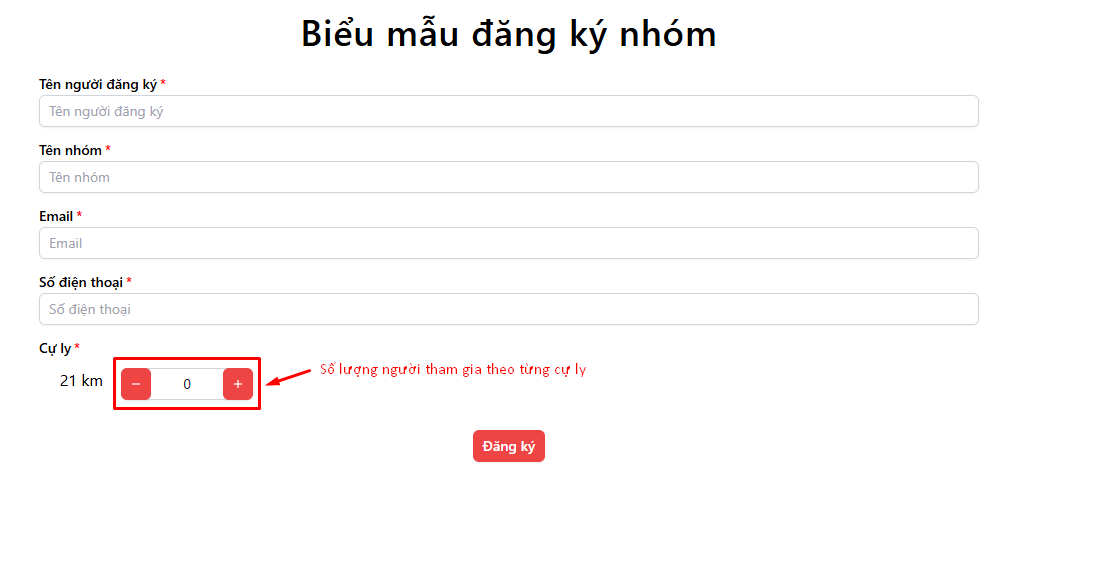 Biểu mẫu đăng ký nhóm
Tên người đăng ký *
Tên người đăng ký
Tên nhóm *
Tên nhóm
Email *
Email
Số điện thoại *
Số điện thoại
Cự ly *
21 km − 0 + Số lượng người tham gia theo từng cự ly
Đăng ký